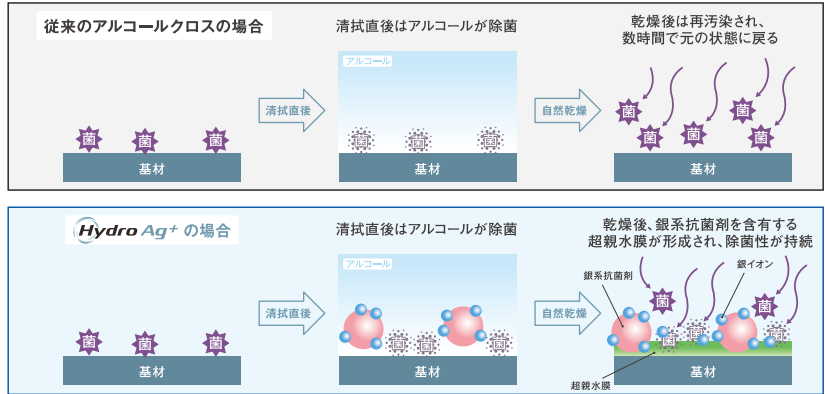 従来のアルコールクロスの場合
清拭直後はアルコールが除菌
乾燥後は再汚染され、
数時間で元の状態に戻る
アルコール
菌 菌 菌
清拭直後
菌 菌 菌
自然乾燥
菌 菌 菌 菌 菌
基材
基材
基材
Hydro Ag+ の場合
清拭直後はアルコールが除菌
乾燥後、銀系抗菌剤を含有する
超親水膜が形成され、除菌性が持続
アルコール
銀系抗菌剤
銀イオン
菌 菌 菌
清拭直後
菌 菌 菌
自然乾燥
菌 菌 菌 菌 菌
基材
基材
超親水膜
基材